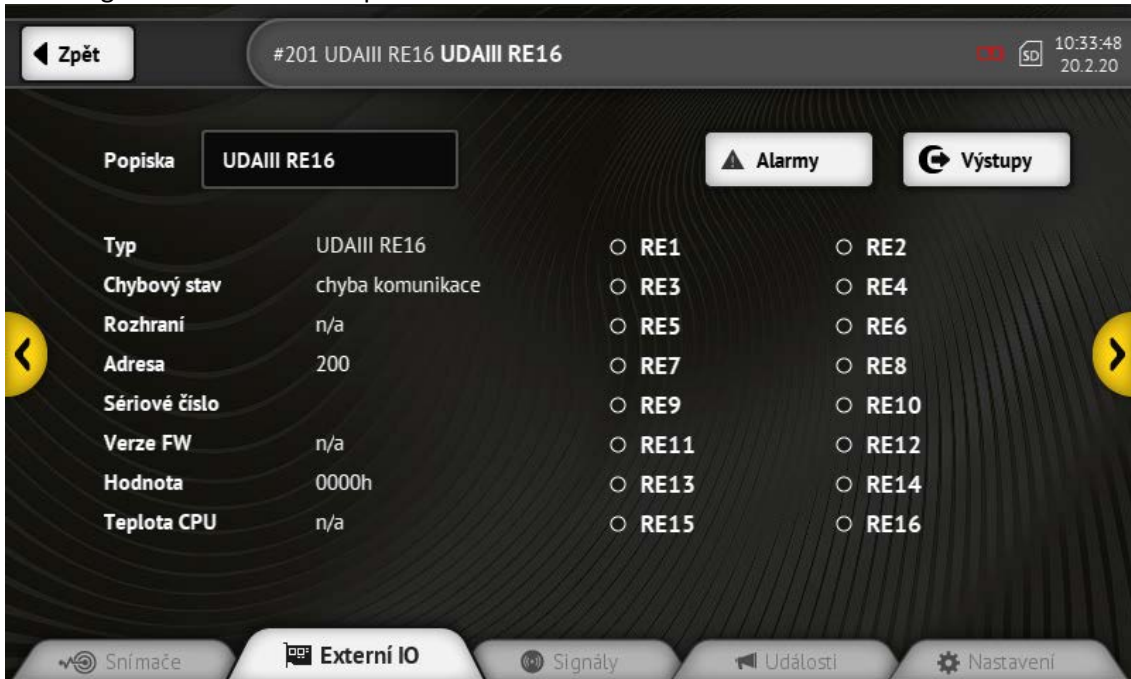 Zpět
#201 UDAIII RE16 UDAIII RE16
SD
10:33:48
20.2.20
Popiska UDAIII RE16
Alarmy
Výstupy
Typ UDAIII RE16
Chybový stav chyba komunikace
Rozhraní n/a
Adresa 200
Sériové číslo
Verze FW n/a
Hodnota 0000h
Teplota CPU n/a
RE1 RE2
RE3 RE4
RE5 RE6
RE7 RE8
RE9 RE10
RE11 RE12
RE13 RE14
RE15 RE16
Snímače
Externí IO
Signály
Události
Nastavení